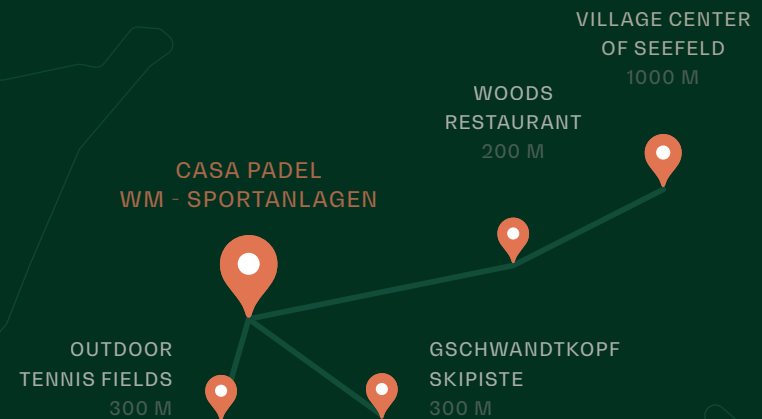 VILLAGE CENTER
OF SEEFELD
1000 M
WOODS
RESTAURANT
200 M
CASA PADEL
WM - SPORTANLAGEN
OUTDOOR
TENNIS FIELDS
300 M
GSCHWANDTKOPF
SKIPISTE
300 M